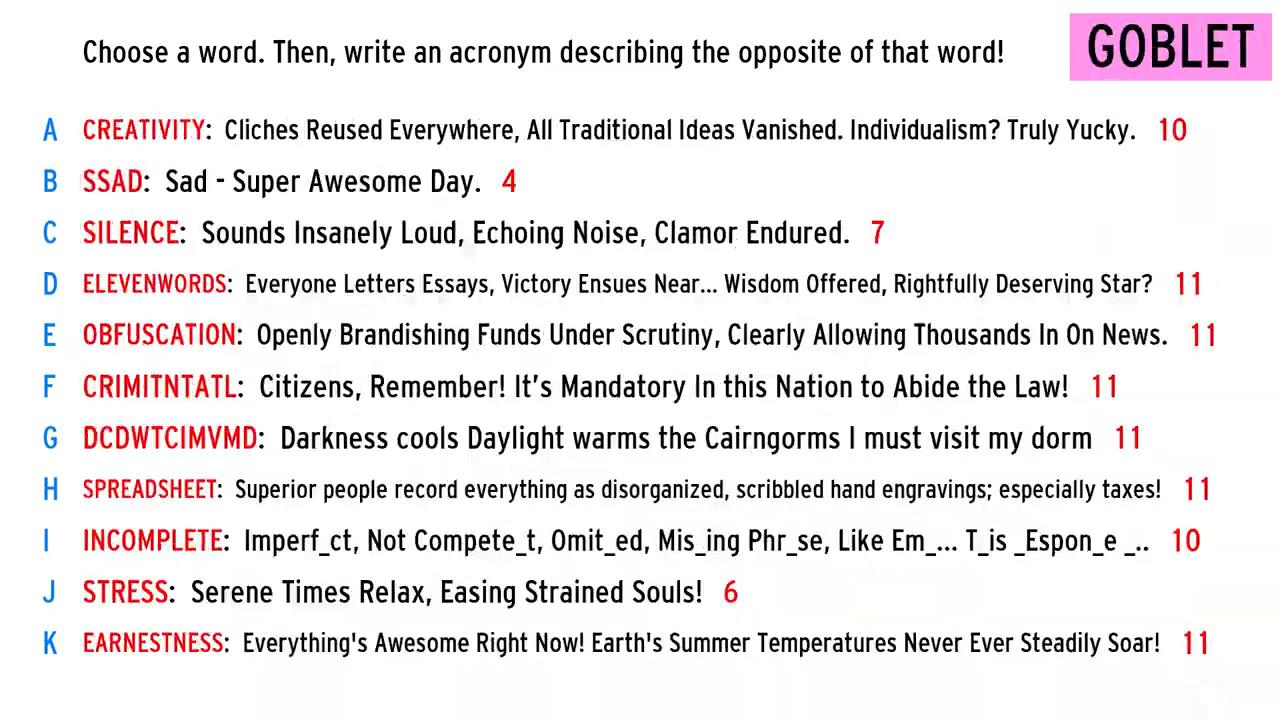 Choose a word. Then, write an acronym describing the opposite of that word!
GOBLET
A CREATIVITY: Cliches Reused Everywhere, All Traditional Ideas Vanished. Individualism? Truly Yucky. 10
B SSAD: Sad - Super Awesome Day. 4
C SILENCE: Sounds Insanely Loud, Echoing Noise, Clamor Endured. 7
D ELEVENWORDS: Everyone Letters Essays, Victory Ensues Near... Wisdom Offered, Rightfully Deserving Star? 11
E OBFUSCATION: Openly Brandishing Funds Under Scrutiny, Clearly Allowing Thousands In On News. 11
F CRIMITNTATL: Citizens, Remember! It's Mandatory In this Nation to Abide the Law! 11
G DCDWTCIMVMD: Darkness cools Daylight warms the Cairngorms I must visit my dorm 11
H SPREADSHEET: Superior people record everything as disorganized, scribbled hand engravings; especially taxes! 11
I INCOMPLETE: Imperf_ct, Not Compete_t, Omit_ed, Mis_ing Phr_se, Like Em_... T_is _Espon_e _.. 10
J STRESS: Serene Times Relax, Easing Strained Souls! 6
K EARNESTNESS: Everything's Awesome Right Now! Earth's Summer Temperatures Never Ever Steadily Soar! 11